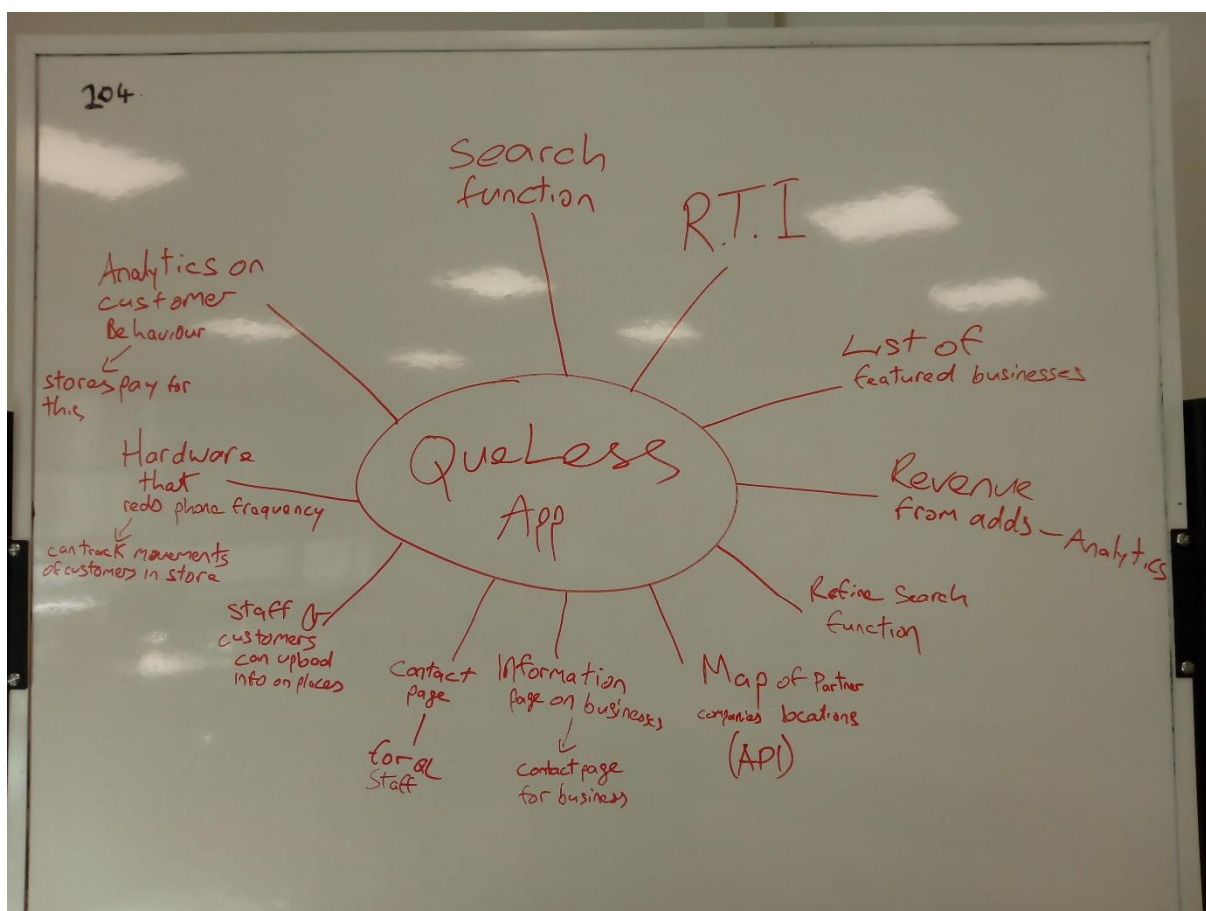 104.
Search
function
R.T.I
List of
featured businesses
Revenue
from adds – Analytics
Refine Search
function
Map of Partner
companies locations
(API)
Information
page on businesses
contact page
for business
Contact
page
for QL
Staff
Staff &
customers
can upload
info on places
Hardware
that
reds phone frequency
can track movements
of customers in store
Analytics on
customer
Behaviour
stores pay for
this
QueLess
App